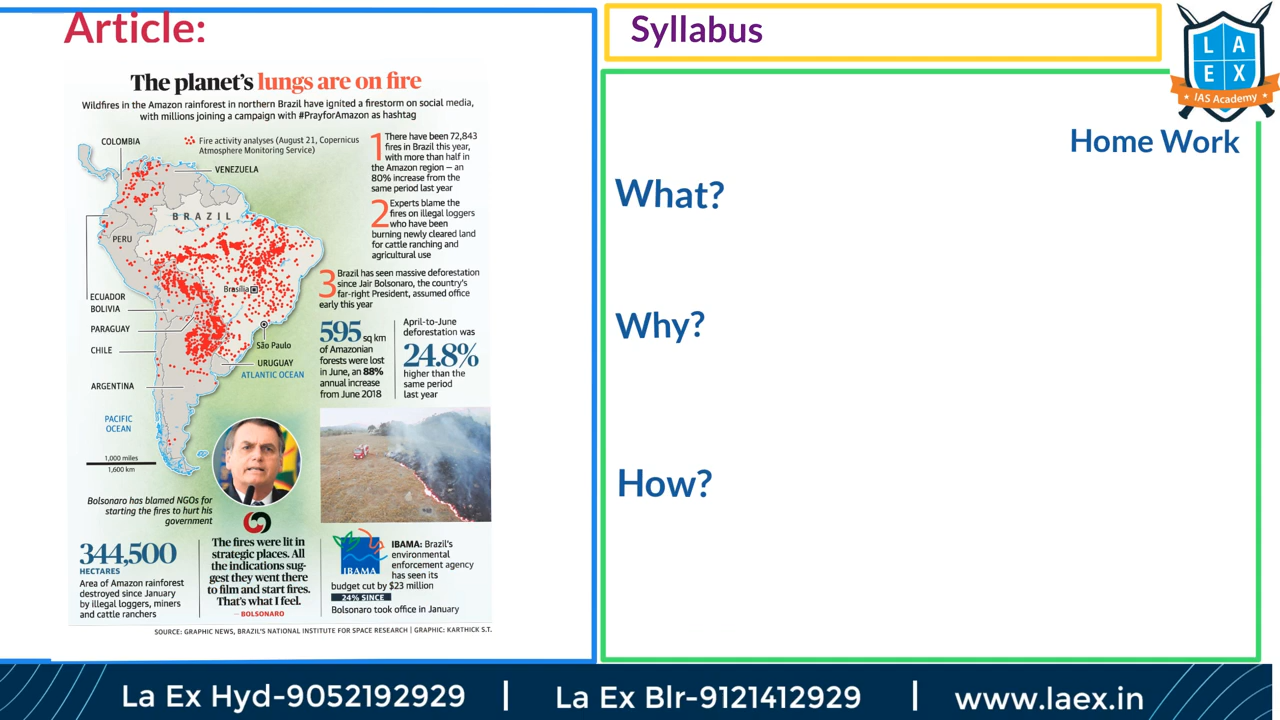 Article:
The planet's lungs are on fire
Wildfires in the Amazon rainforest in northern Brazil have ignited a firestorm on social media,
with millions joining a campaign with #PrayforAmazon as hashtag
COLOMBIA
Fire activity analyses (August 21, Copernicus
Atmosphere Monitoring Service)
VENEZUELA
BRAZIL
PERU
Brasilia
ECUADOR
BOLIVIA
PARAGUAY
São Paulo
CHILE
URUGUAY
ATLANTIC OCEAN
ARGENTINA
PACIFIC
OCEAN
1,000 miles
1,600 km
1 There have been 72,843
fires in Brazil this year,
with more than half in
the Amazon region — an
80% increase from the
same period last year
2 Experts blame the
fires on illegal loggers
who have been
burning newly cleared land
for cattle ranching and
agricultural use
3 Brazil has seen massive deforestation
since Jair Bolsonaro, the country's
far-right President, assumed office
early this year
595 sq km
of Amazonian
forests were lost
in June, an 88%
annual increase
from June 2018
April-to-June
deforestation was
24.8%
higher than the
same period
last year
Bolsonaro has blamed NGOs for
starting the fires to hurt his
government
344,500
HECTARES
Area of Amazon rainforest
destroyed since January
by illegal loggers, miners
and cattle ranchers
The fires were lit in
strategic places. All
the indications sug-
gest they went there
to film and start fires.
That's what I feel.
— BOLSONARO
IBAMA
IBAMA: Brazil's
environmental
enforcement agency
has seen its
budget cut by $23 million
24% SINCE
Bolsonaro took office in January
SOURCE: GRAPHIC NEWS, BRAZIL'S NATIONAL INSTITUTE FOR SPACE RESEARCH | GRAPHIC: KARTHICK S.T.
Syllabus
L A
E X
IAS Academy
Home Work
What?
Why?
How?
La Ex Hyd-9052192929 | La Ex Blr-9121412929 | www.laex.in